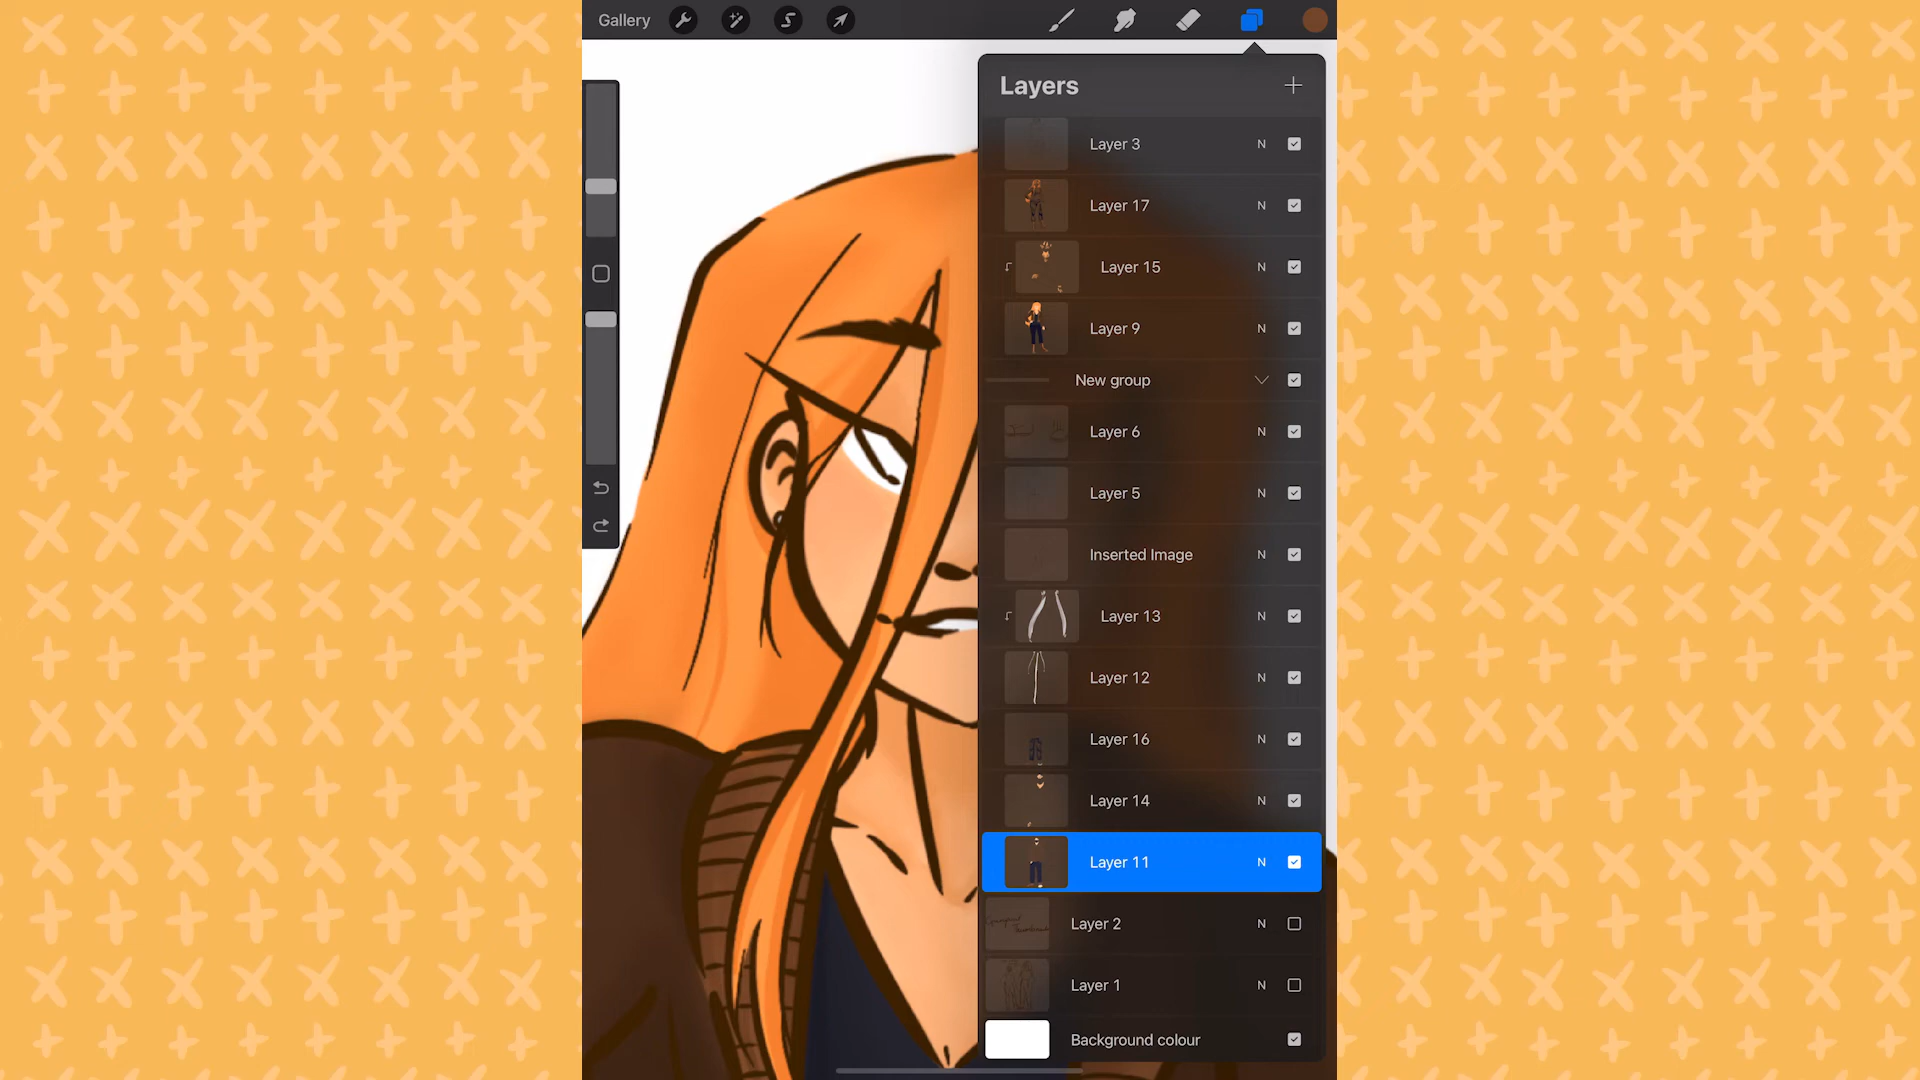 Gallery
Layers
Layer 3 N
Layer 17 N
Layer 15 N
Layer 9 N
New group
Layer 6 N
Layer 5 N
Inserted Image N
Layer 13 N
Layer 12 N
Layer 16 N
Layer 14 N
Layer 11 N
Layer 2 N
Layer 1 N
Background colour